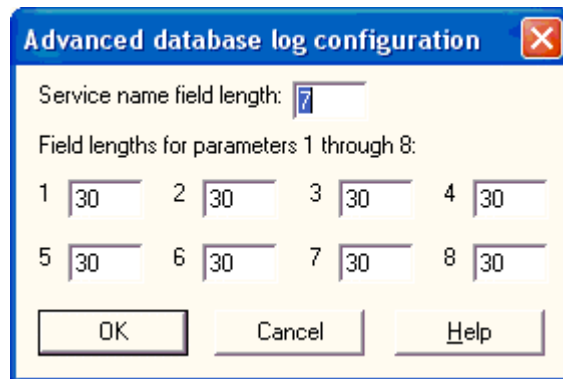 Advanced database log configuration
Service name field length: 7
Field lengths for parameters 1 through 8:
1 30 2 30 3 30 4 30
5 30 6 30 7 30 8 30
OK Cancel Help